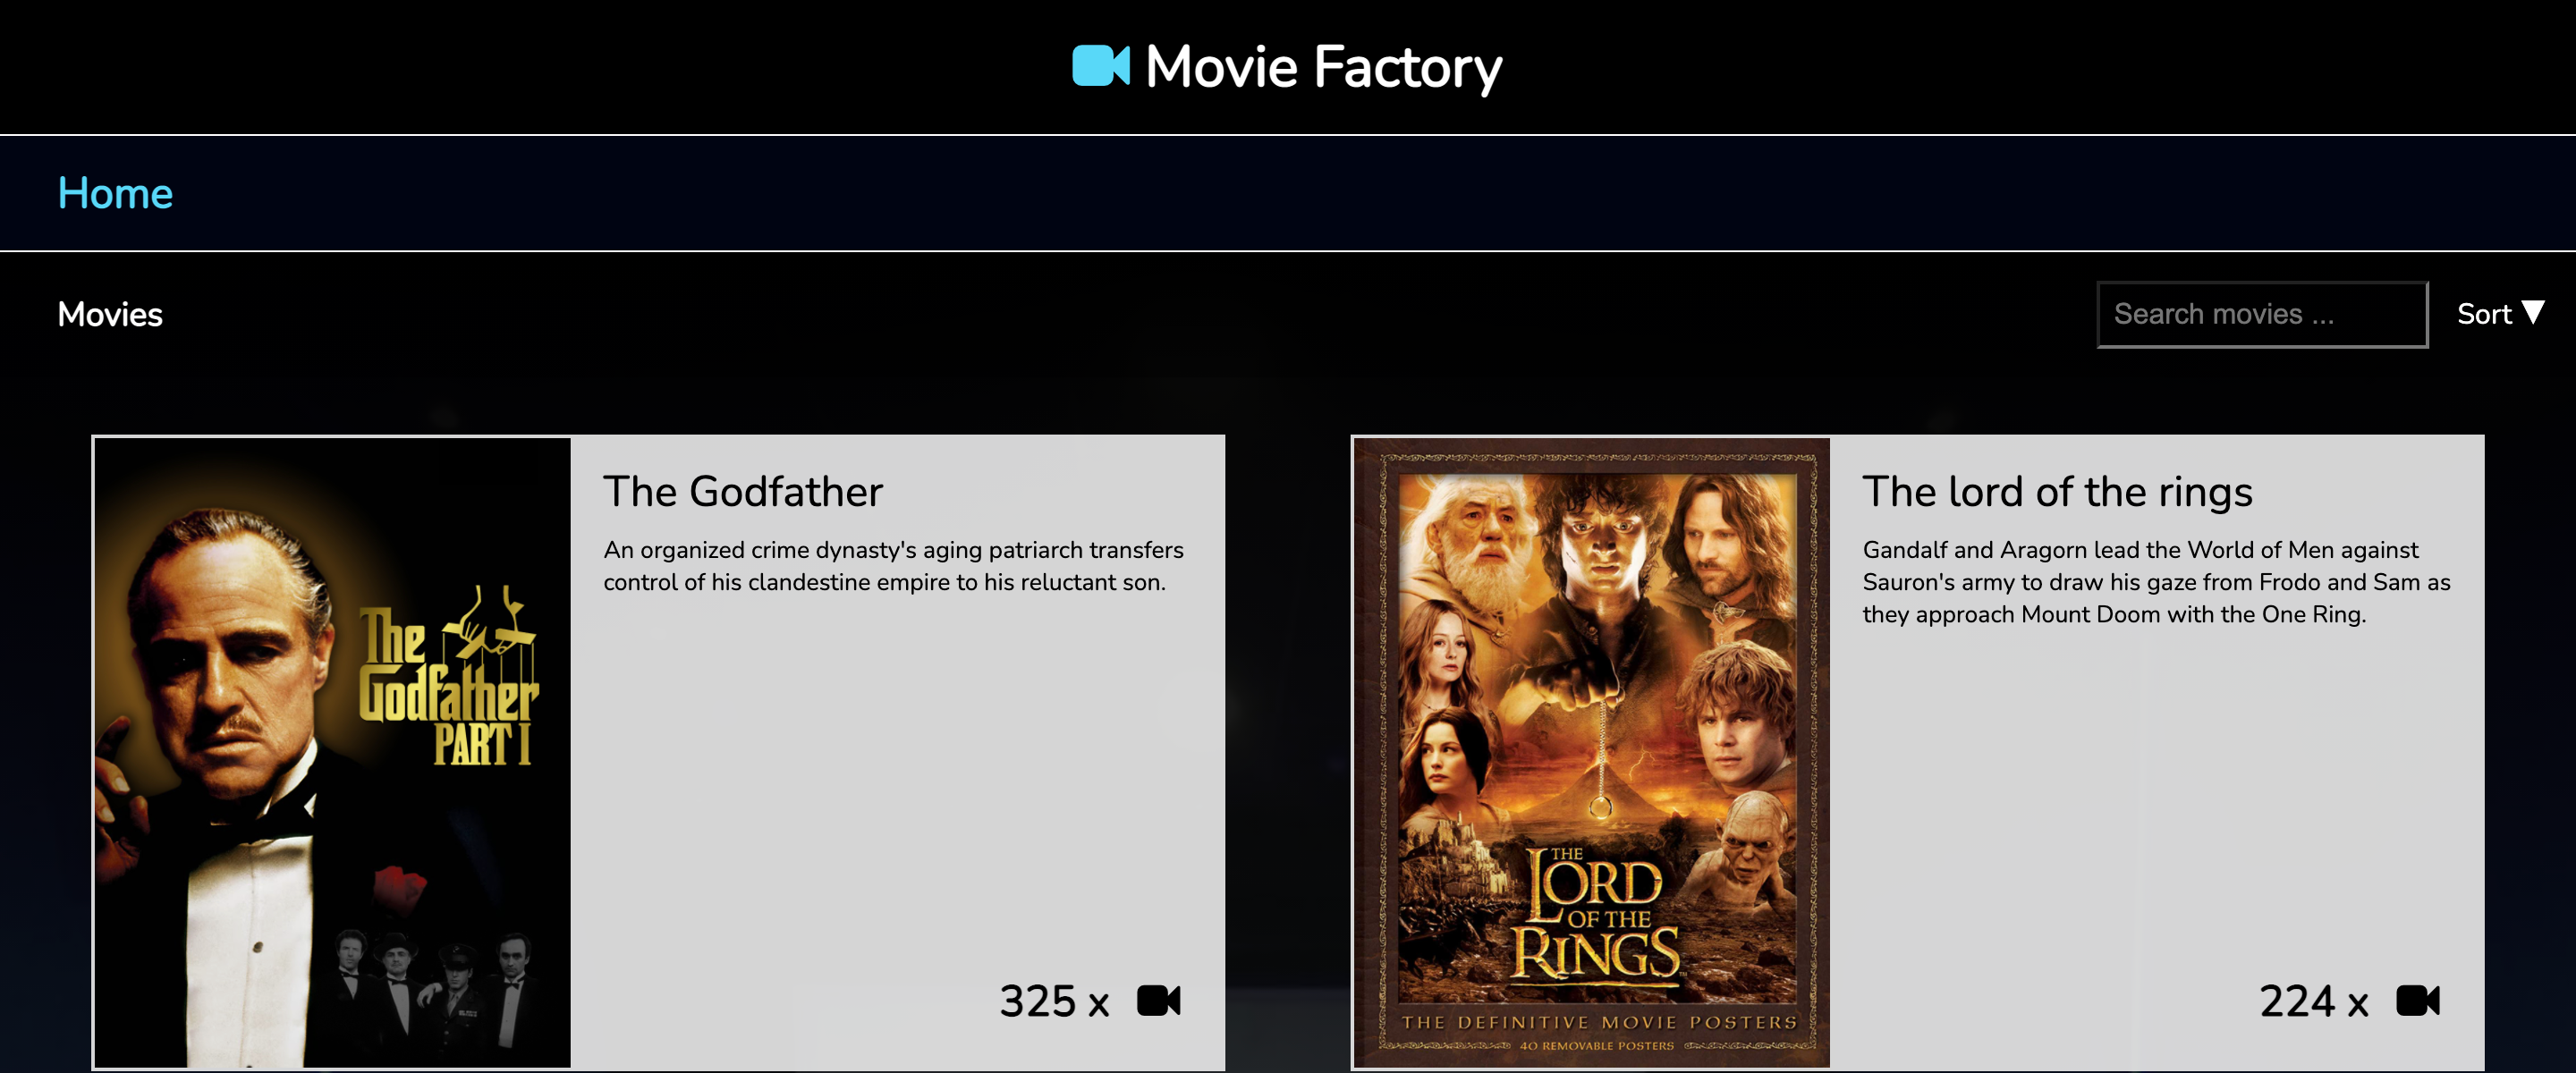 Movie Factory
Home
Movies
Search movies ...
Sort ▼
The Godfather
An organized crime dynasty's aging patriarch transfers
control of his clandestine empire to his reluctant son.
The
Godfather
PART I
325 x
The lord of the rings
Gandalf and Aragorn lead the World of Men against
Sauron's army to draw his gaze from Frodo and Sam as
they approach Mount Doom with the One Ring.
THE
LORD
OF THE
RINGS
THE DEFINITIVE MOVIE POSTERS
40 REMOVABLE POSTERS
224 x